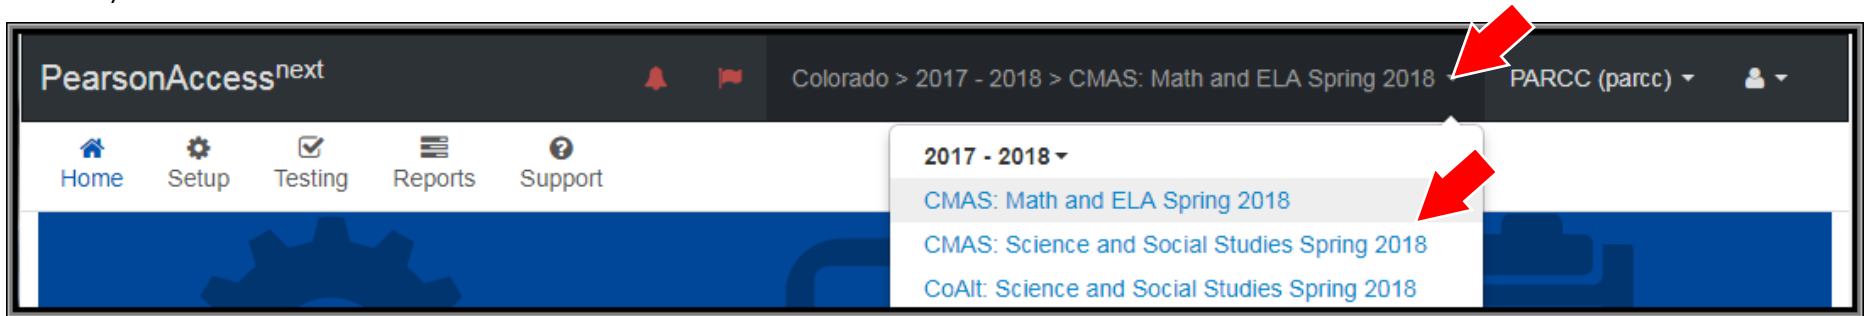 PearsonAccessnext
Colorado > 2017 - 2018 > CMAS: Math and ELA Spring 2018
PARCC (parcc)
Home
Setup
Testing
Reports
Support
2017 - 2018
CMAS: Math and ELA Spring 2018
CMAS: Science and Social Studies Spring 2018
CoAlt: Science and Social Studies Spring 2018